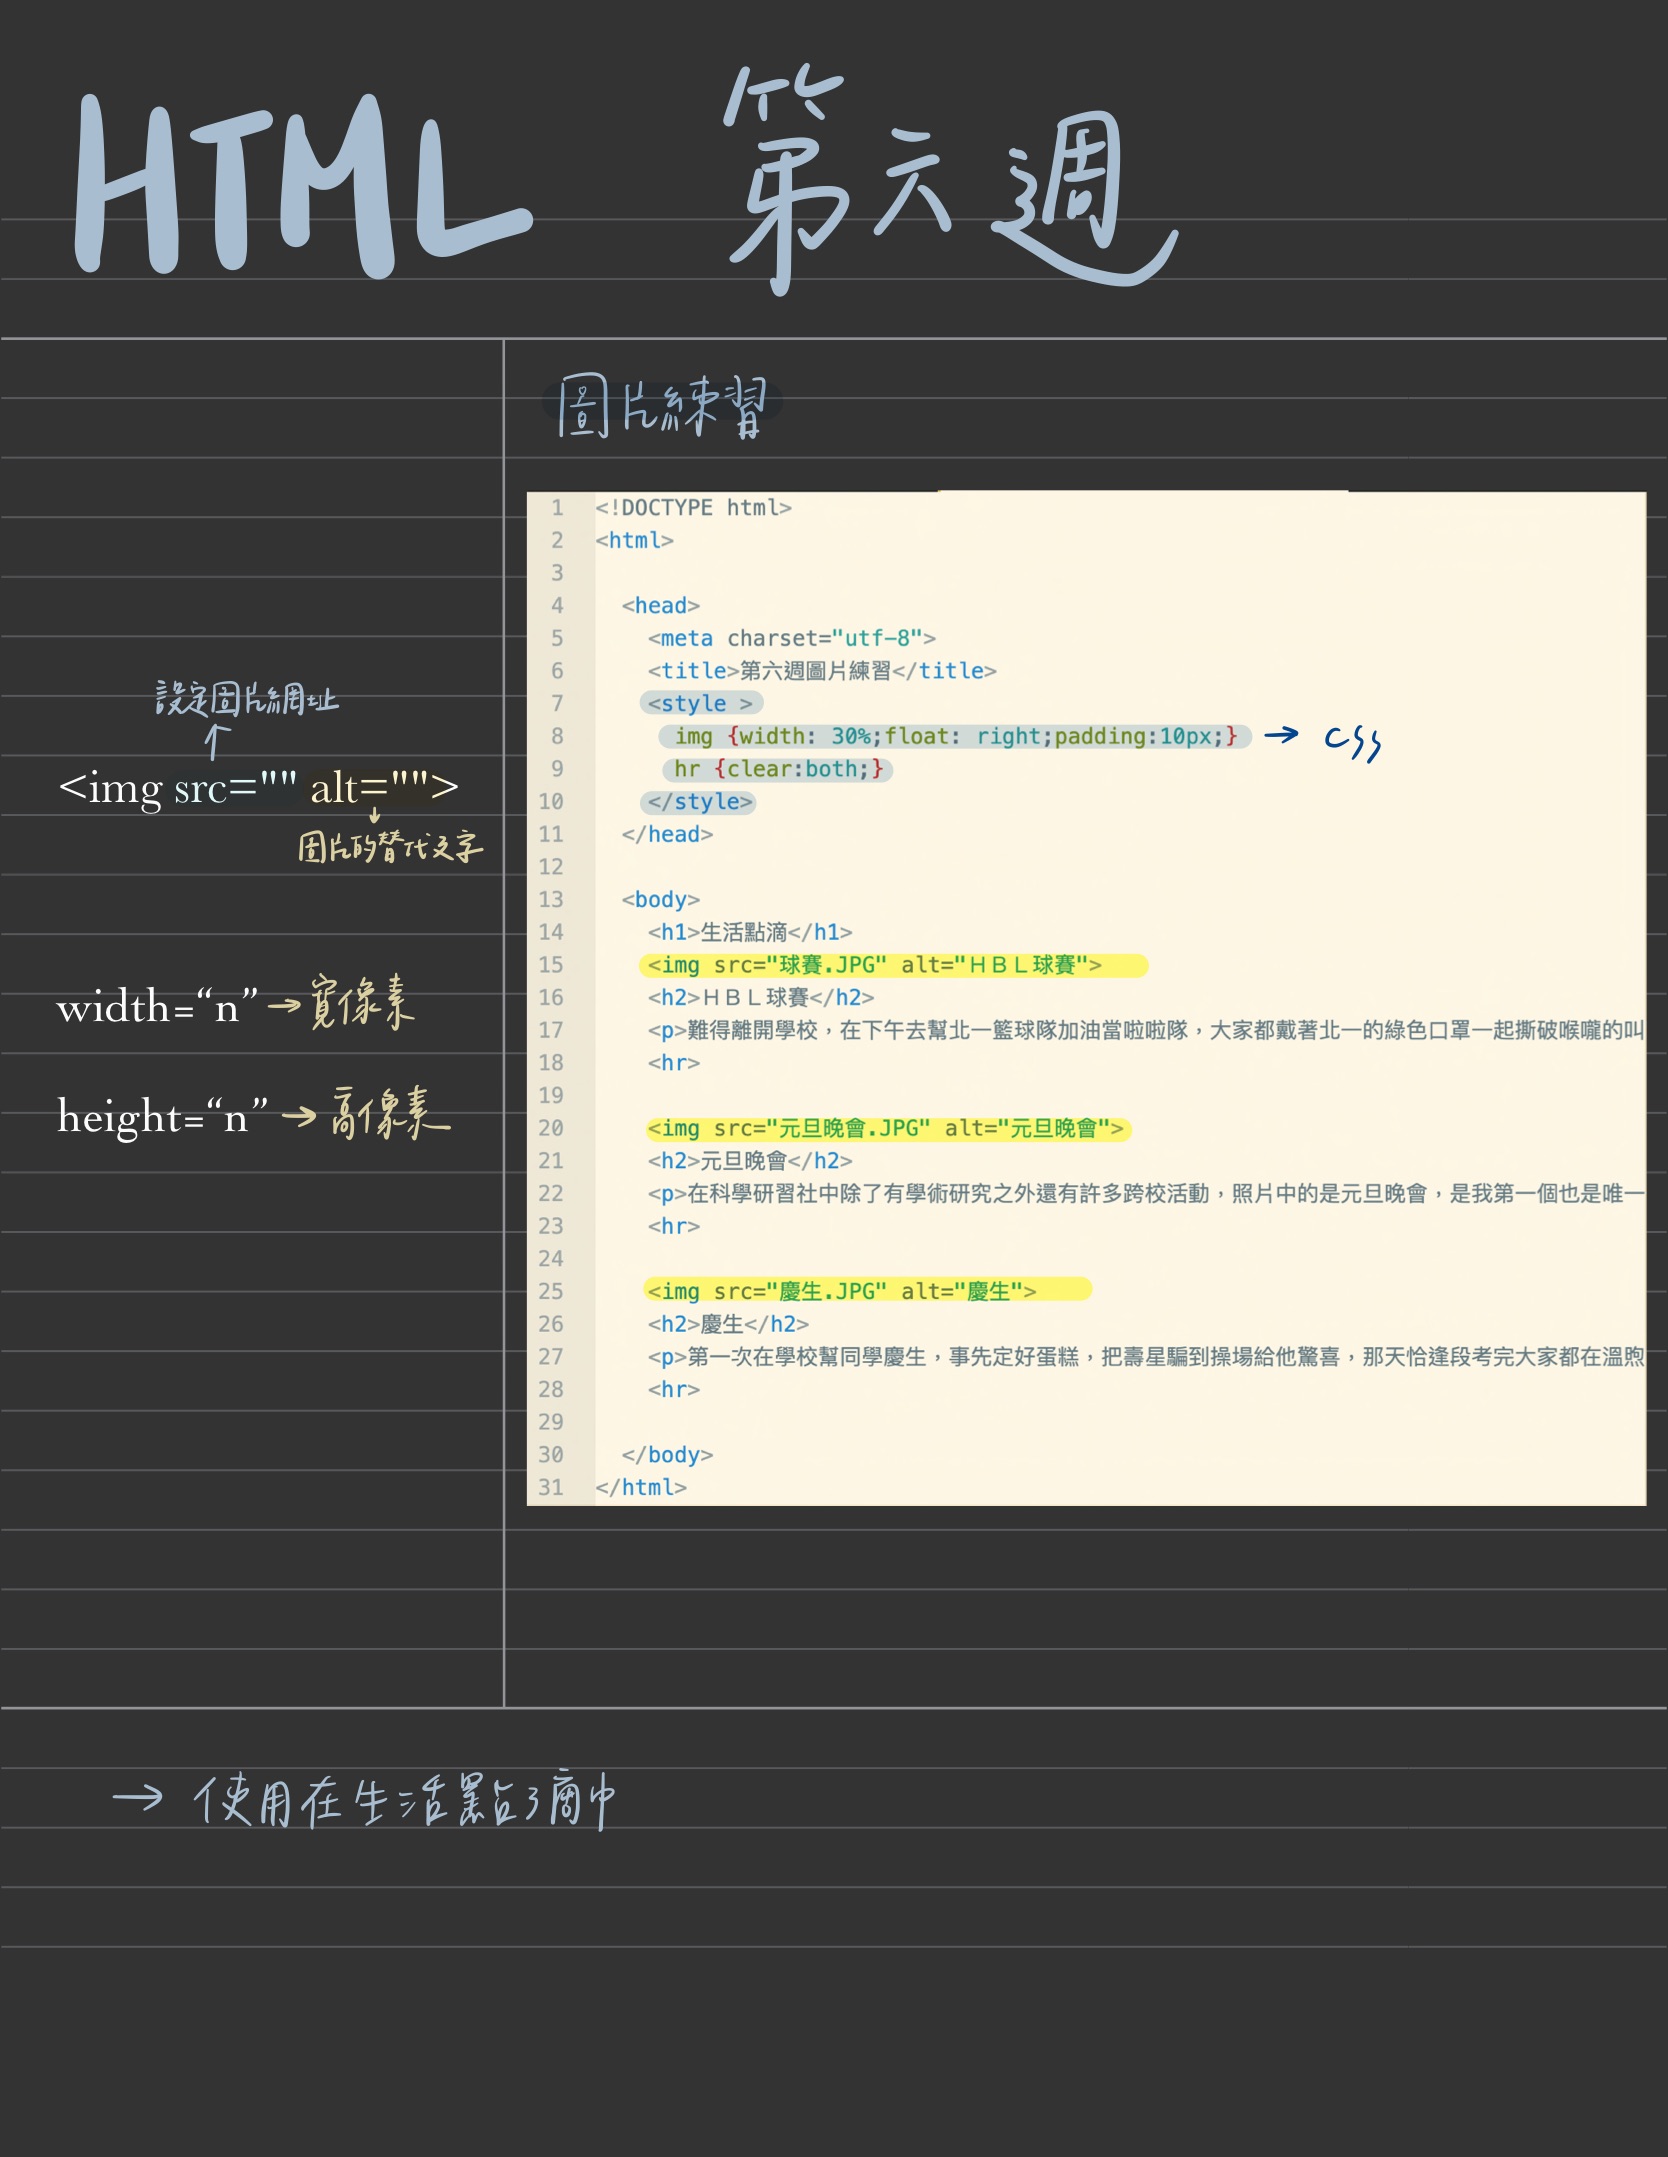 HTML 第六週
圖片練習
設定圖片網址
<img src="" alt="">
圖片的替代文字
width=“n” → 寬像素
height=“n” → 高像素
1 <!DOCTYPE html>
2 <html>
3
4 <head>
5 <meta charset="utf-8">
6 <title>第六週圖片練習</title>
7 <style >
8 img {width: 30%;float: right;padding:10px;} → css
9 hr {clear:both;}
10 </style>
11 </head>
12
13 <body>
14 <h1>生活點滴</h1>
15 <img src="球賽.JPG" alt="ＨＢＬ球賽">
16 <h2>ＨＢＬ球賽</h2>
17 <p>難得離開學校，在下午去幫北一籃球隊加油當啦啦隊，大家都戴著北一的綠色口罩一起撕破喉嚨的叫
18 <hr>
19
20 <img src="元旦晚會.JPG" alt="元旦晚會">
21 <h2>元旦晚會</h2>
22 <p>在科學研習社中除了有學術研究之外還有許多跨校活動，照片中的是元旦晚會，是我第一個也是唯一
23 <hr>
24
25 <img src="慶生.JPG" alt="慶生">
26 <h2>慶生</h2>
27 <p>第一次在學校幫同學慶生，事先定好蛋糕，把壽星騙到操場給他驚喜，那天恰逢段考完大家都在溫煦
28 <hr>
29
30 </body>
31 </html>
→ 使用在生活點滴中